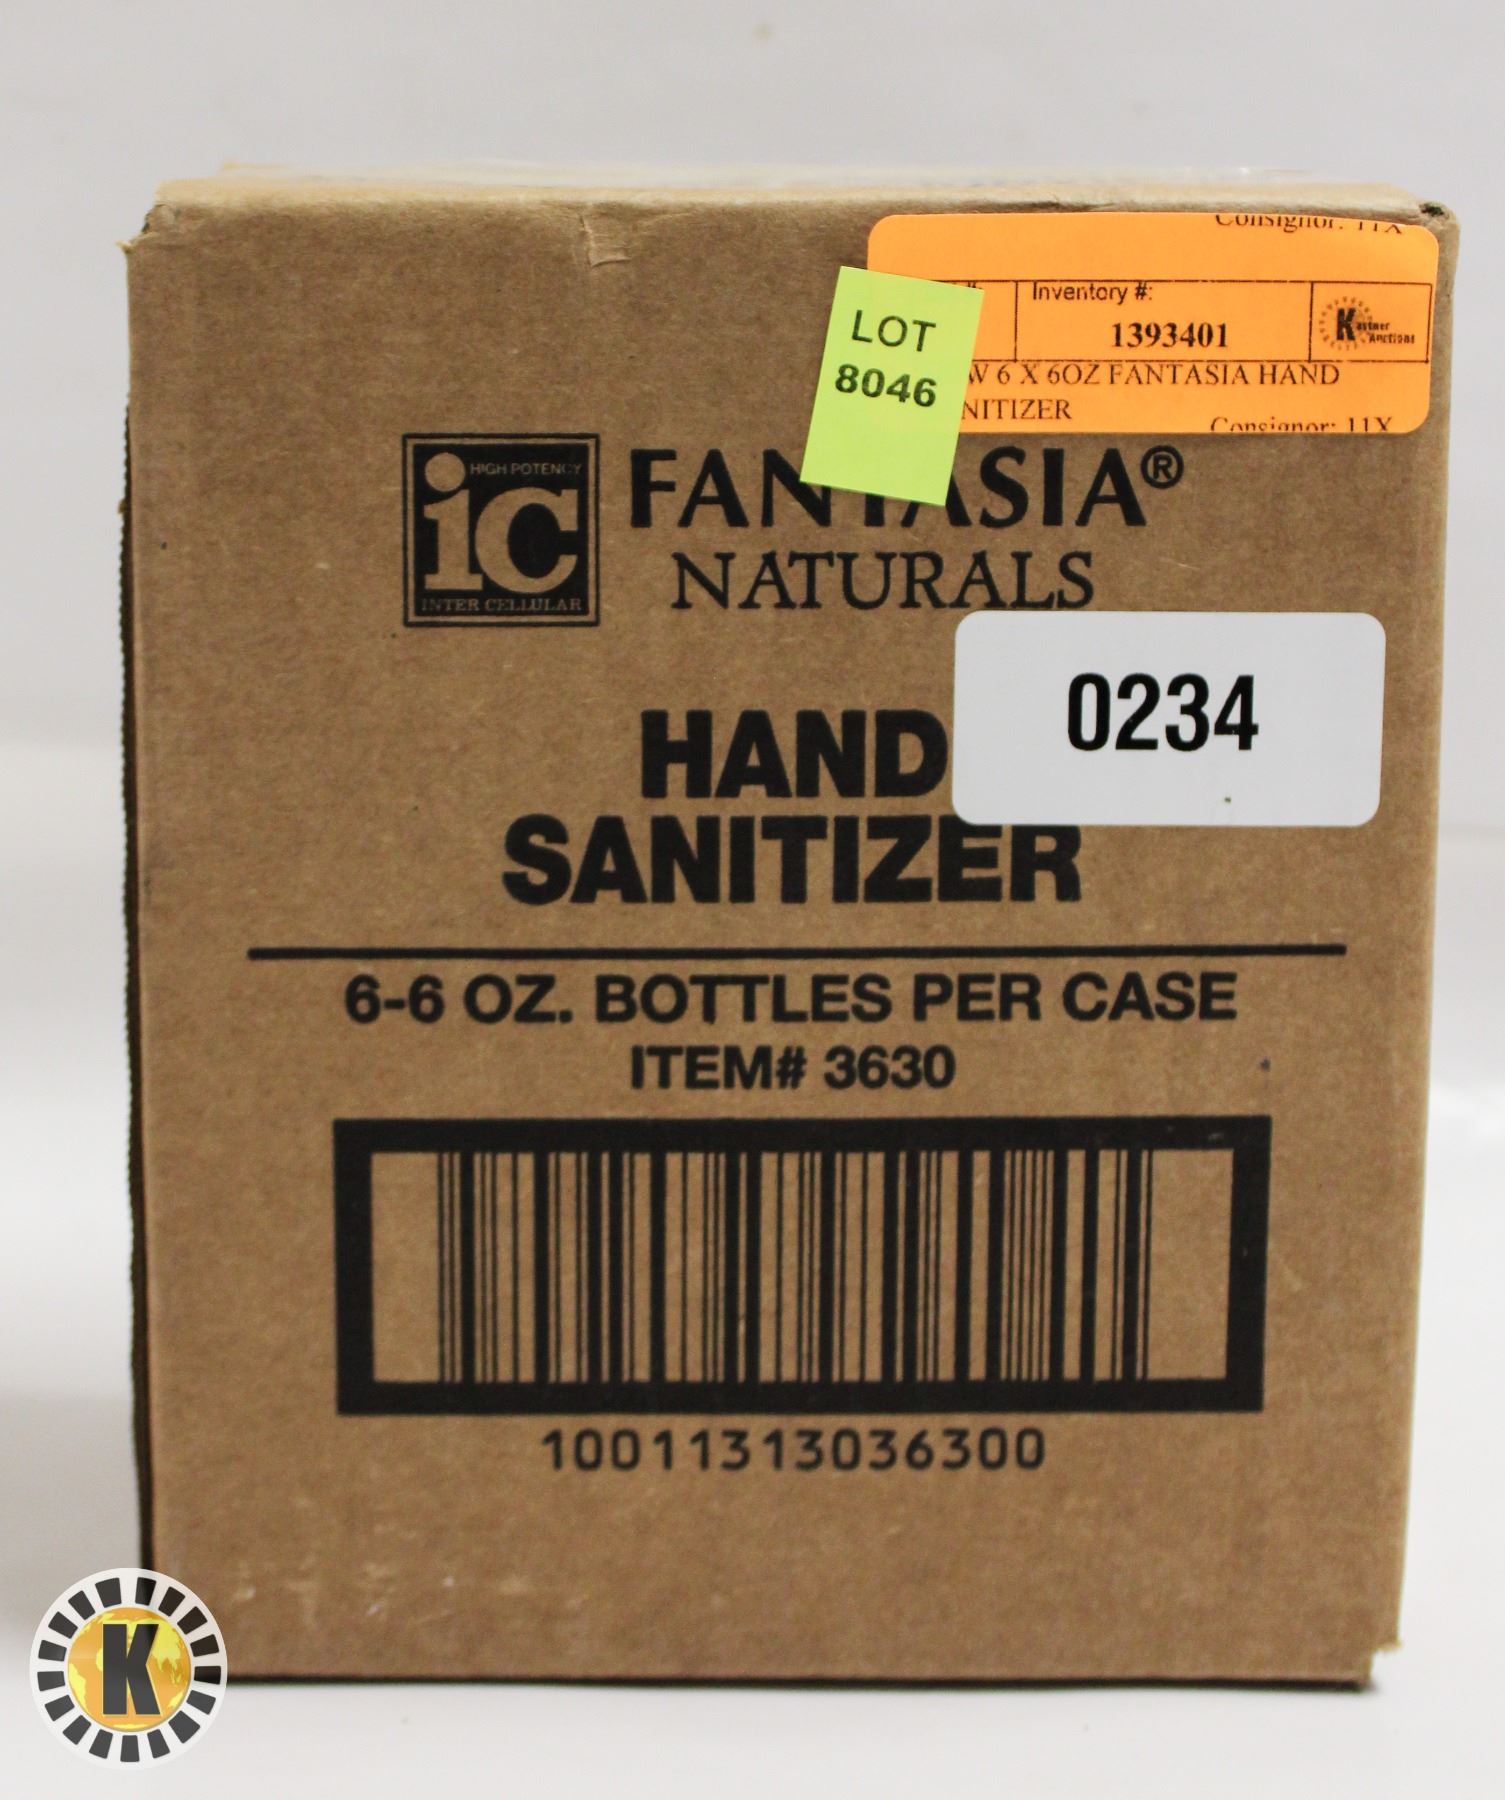 Consignor: 11X
Inventory #:
1393401
Kastner
Auctions
6 X 6OZ FANTASIA HAND
Consignor: 11X
LOT
8046
HIGH POTENCY
iC
INTER CELLULAR
FANTASIA®
NATURALS
0234
HAND
SANITIZER
6-6 OZ. BOTTLES PER CASE
ITEM# 3630
10011313036300
K